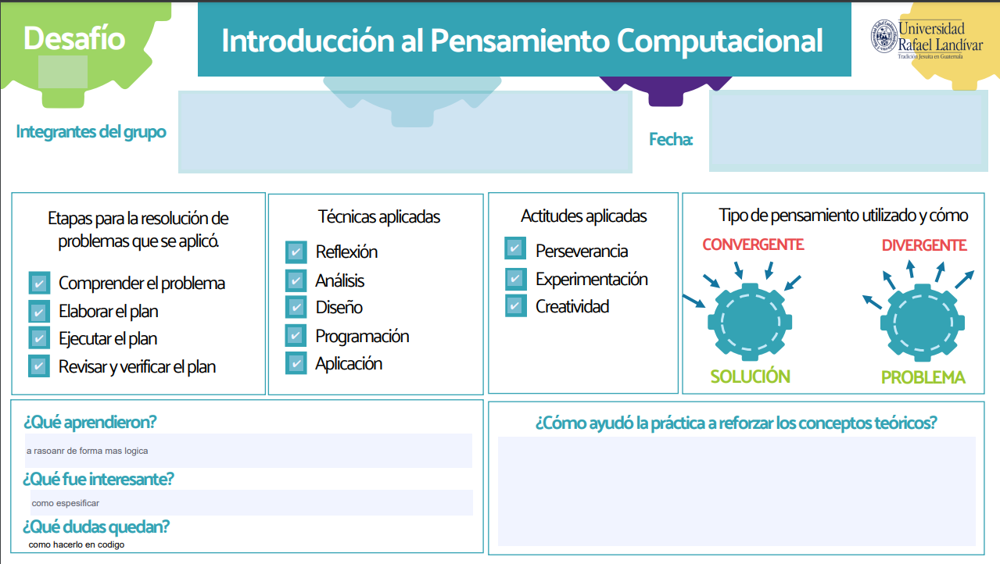 Desafío
Introducción al Pensamiento Computacional
Universidad
Rafael Landívar
Tradición Jesuita en Guatemala
Integrantes del grupo
Fecha:
Etapas para la resolución de
problemas que se aplicó.
Comprender el problema
Elaborar el plan
Ejecutar el plan
Revisar y verificar el plan
Técnicas aplicadas
Reflexión
Análisis
Diseño
Programación
Aplicación
Actitudes aplicadas
Perseverancia
Experimentación
Creatividad
Tipo de pensamiento utilizado y cómo
CONVERGENTE
DIVERGENTE
SOLUCIÓN
PROBLEMA
¿Qué aprendieron?
a rasoanr de forma mas logica
¿Qué fue interesante?
como espesificar
¿Qué dudas quedan?
como hacerlo en codigo
¿Cómo ayudó la práctica a reforzar los conceptos teóricos?